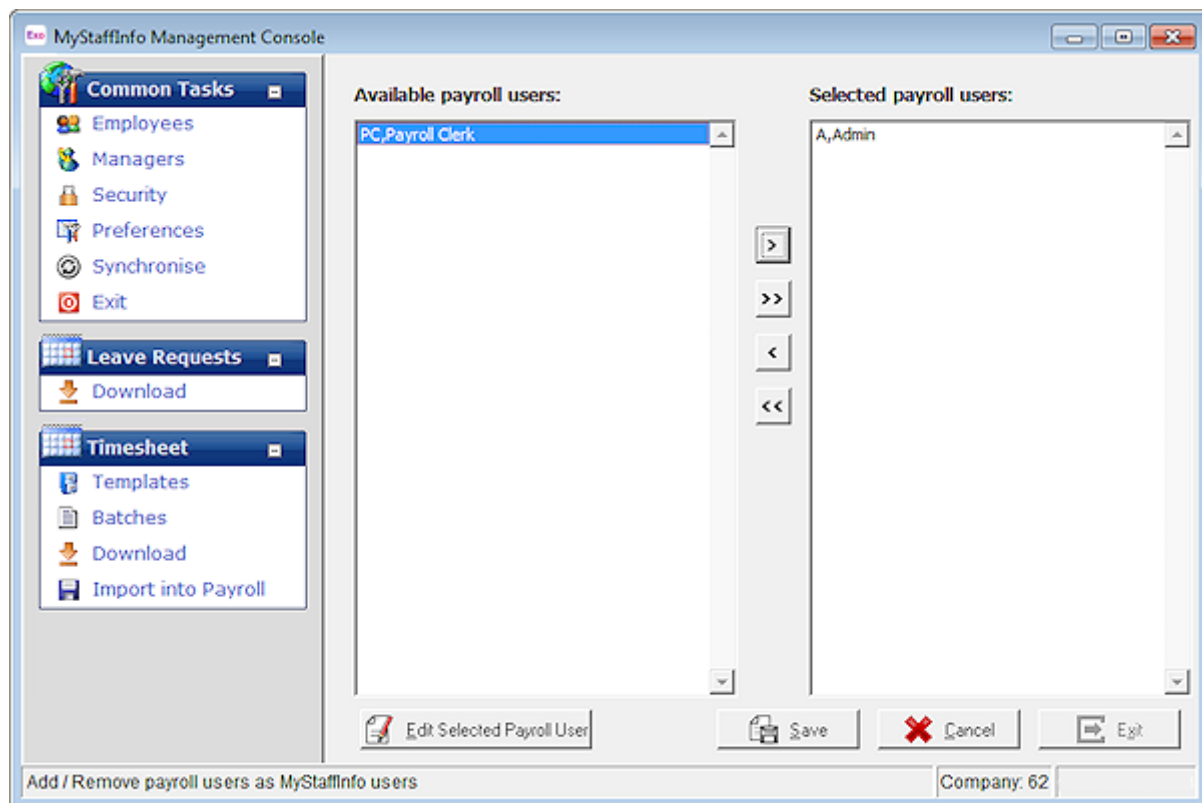 Exo MyStaffInfo Management Console
Common Tasks
Employees
Managers
Security
Preferences
Synchronise
Exit
Leave Requests
Download
Timesheet
Templates
Batches
Download
Import into Payroll
Available payroll users:
PC,Payroll Clerk
>
>>
<
<<
Selected payroll users:
A,Admin
Edit Selected Payroll User
Save
Cancel
Exit
Add / Remove payroll users as MyStaffInfo users
Company: 62